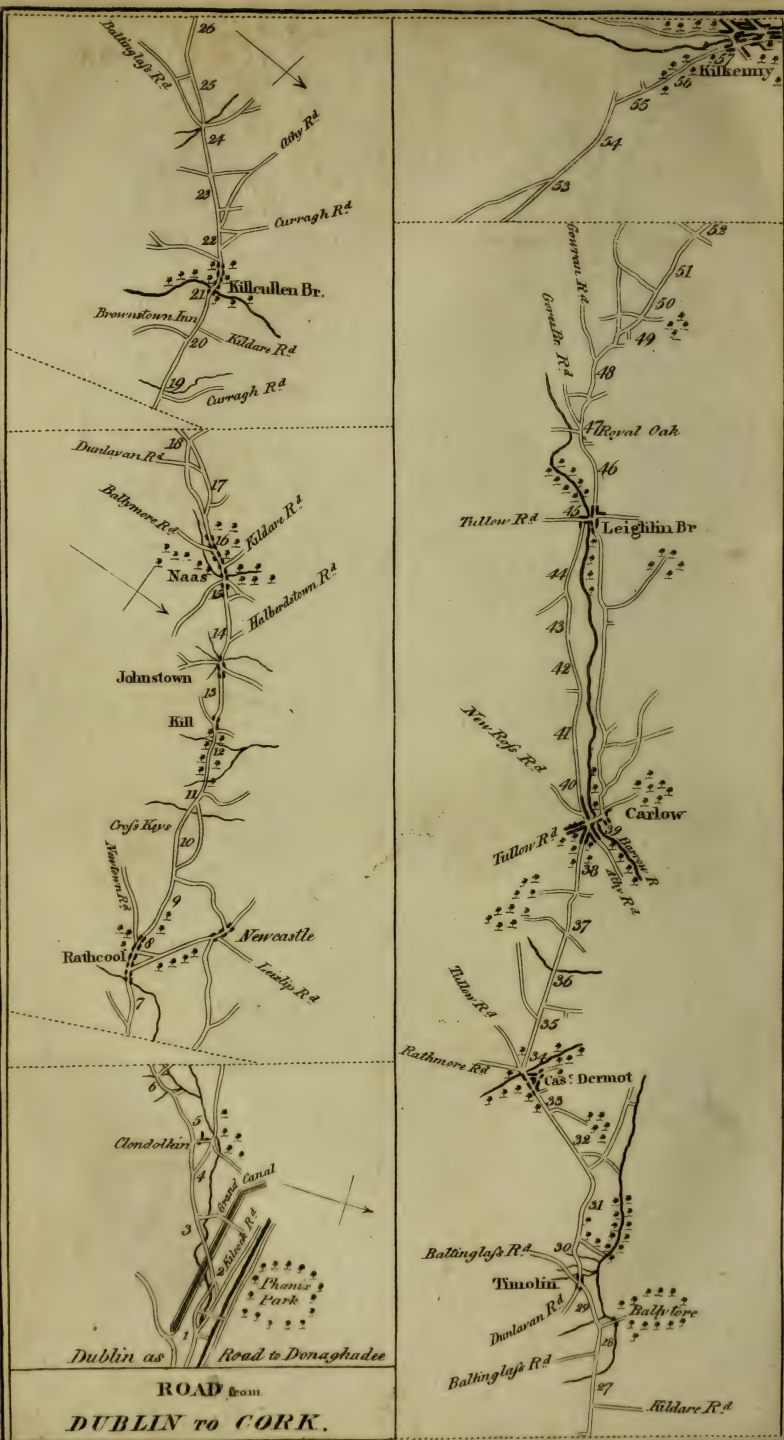 26
Baltinglaſs Rd
25
24
Athy Rd
23
22
Curragh Rd
Killcullen Br.
21
Brownstown Inn
20
Kildare Rd
19
Curragh Rd
18
Dunlavan Rd
17
Ballymore Rd
16
Kildare Rd
Naas
15
Halberdstown Rd
14
Johnstown
13
Kill
12
11
Croſs Keys
10
Newtown Rd
9
8
Newcastle
Rathcool
Leixlip Rd
7
6
5
Clondolkin
4
Grand Canal
3
Kilcock Rd
Phanix
Park
1
Dublin as Road to Donaghadee
ROAD from
DUBLIN to CORK.
57
Kilkenny
56
55
54
53
Gowran Rd
52
51
50
Gores Br. Rd
49
48
47 Royal Oak
46
45
Tullow Rd
Leighlin Br
44
43
42
41
New Roſs Rd
40
Carlow
39
Barrow R
Tullow Rd
38
Athy Rd
37
36
Tullow Rd
35
34
Rathmore Rd
Cas. Dermot
33
32
31
30
Baltinglaſs Rd
Timolin
29
Dunlavan Rd
Ballytore
28
Baltinglaſs Rd
27
Kildare Rd